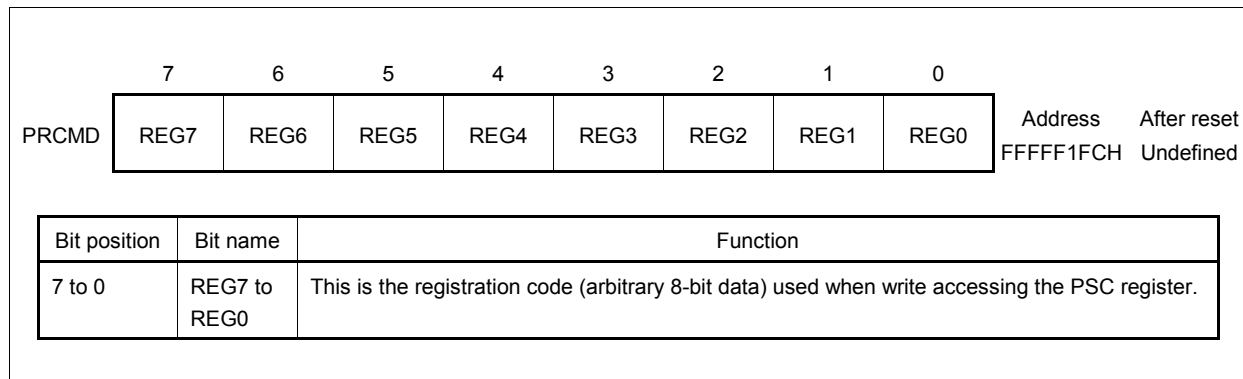 7 6 5 4 3 2 1 0
PRCMD REG7 REG6 REG5 REG4 REG3 REG2 REG1 REG0 Address After reset
FFFFF1FCH Undefined
Bit position Bit name Function
7 to 0 REG7 to This is the registration code (arbitrary 8-bit data) used when write accessing the PSC register.
REG0